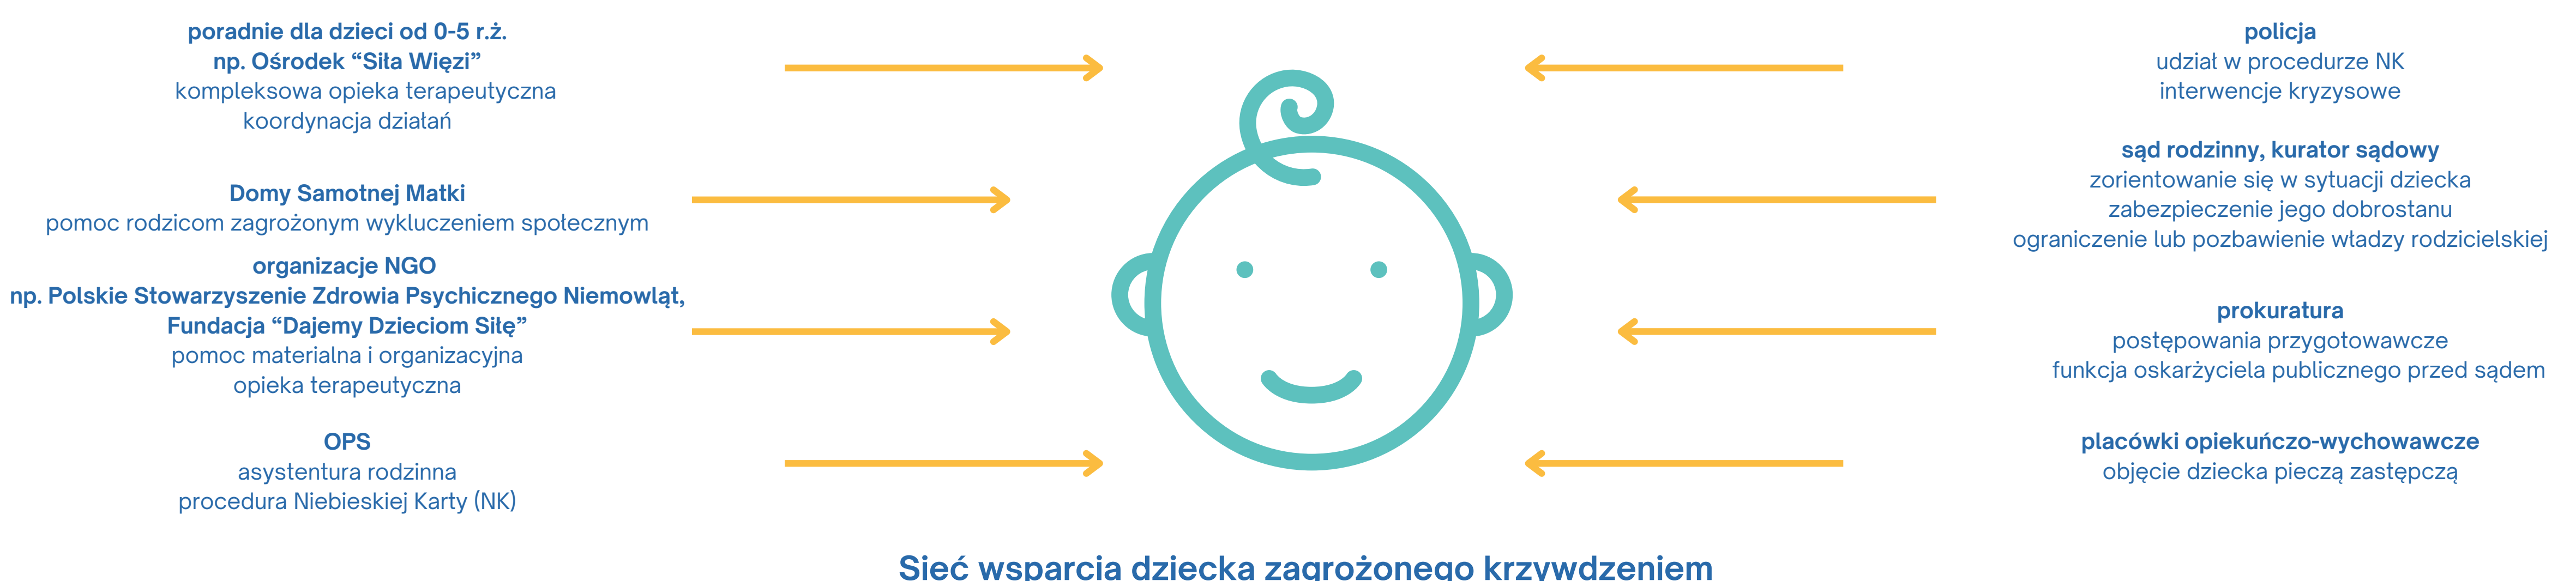 poradnie dla dzieci od 0-5 r.ż.
np. Ośrodek “Siła Więzi”
kompleksowa opieka terapeutyczna
koordynacja działań
Domy Samotnej Matki
pomoc rodzicom zagrożonym wykluczeniem społecznym
organizacje NGO
np. Polskie Stowarzyszenie Zdrowia Psychicznego Niemowląt,
Fundacja “Dajemy Dzieciom Siłę”
pomoc materialna i organizacyjna
opieka terapeutyczna
OPS
asystentura rodzinna
procedura Niebieskiej Karty (NK)
policja
udział w procedurze NK
interwencje kryzysowe
sąd rodzinny, kurator sądowy
zorientowanie się w sytuacji dziecka
zabezpieczenie jego dobrostanu
ograniczenie lub pozbawienie władzy rodzicielskiej
prokuratura
postępowania przygotowawcze
funkcja oskarżyciela publicznego przed sądem
placówki opiekuńczo-wychowawcze
objęcie dziecka pieczą zastępczą
Sieć wsparcia dziecka zagrożonego krzywdzeniem